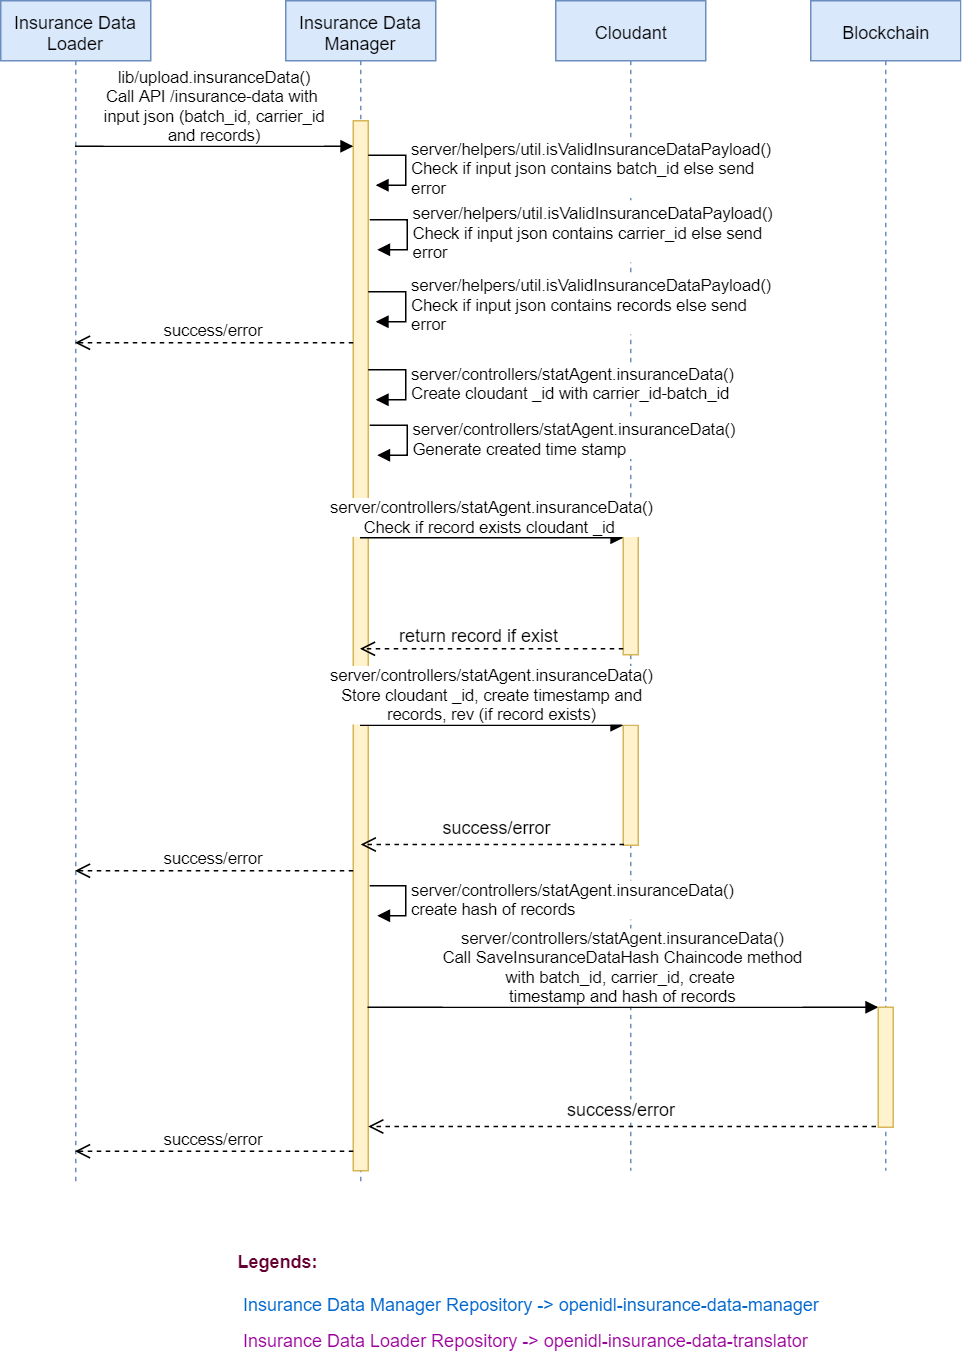 Insurance Data
Loader
Insurance Data
Manager
Cloudant
Blockchain
lib/upload.insuranceData()
Call API /insurance-data with
input json (batch_id, carrier_id
and records)
server/helpers/util.isValidInsuranceDataPayload()
Check if input json contains batch_id else send
error
server/helpers/util.isValidInsuranceDataPayload()
Check if input json contains carrier_id else send
error
server/helpers/util.isValidInsuranceDataPayload()
Check if input json contains records else send
error
success/error
server/controllers/statAgent.insuranceData()
Create cloudant _id with carrier_id-batch_id
server/controllers/statAgent.insuranceData()
Generate created time stamp
server/controllers/statAgent.insuranceData()
Check if record exists cloudant _id
return record if exist
server/controllers/statAgent.insuranceData()
Store cloudant _id, create timestamp and
records, rev (if record exists)
success/error
success/error
server/controllers/statAgent.insuranceData()
create hash of records
server/controllers/statAgent.insuranceData()
Call SaveInsuranceDataHash Chaincode method
with batch_id, carrier_id, create
timestamp and hash of records
success/error
success/error
Legends:
Insurance Data Manager Repository -> openidl-insurance-data-manager
Insurance Data Loader Repository -> openidl-insurance-data-translator